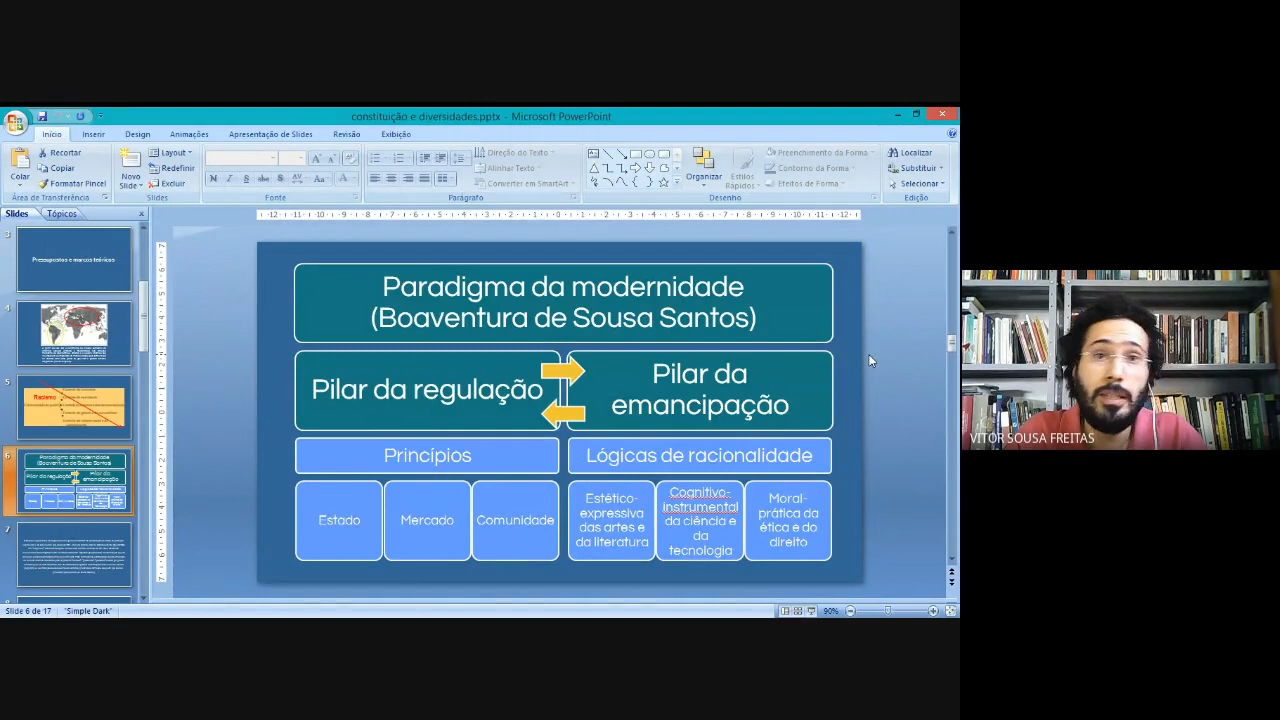 constituição e diversidades.pptx - Microsoft PowerPoint
Início Inserir Design Animações Apresentação de Slides Revisão Exibição
Recortar
Copiar
Formatar Pincel
Colar
Área de Transferência
Novo
Slide
Layout
Redefinir
Excluir
Slides
Fonte
Direção do Texto
Alinhar Texto
Converter em SmartArt
Parágrafo
Organizar
Estilos
Rápidos
Preenchimento da Forma
Contorno da Forma
Efeitos de Forma
Desenho
Localizar
Substituir
Selecionar
Edição
Slides Tópicos
3
Pressupostos e marcos teóricos
4
5
Racismo
6
7
Paradigma da modernidade
(Boaventura de Sousa Santos)
Pilar da regulação
Pilar da
emancipação
Princípios
Lógicas de racionalidade
Estado
Mercado
Comunidade
Estético-
expressiva
das artes e
da literatura
Cognitivo-
instrumental
da ciência e
da
tecnologia
Moral-
prática da
ética e do
direito
Slide 6 de 17 "Simple Dark" 90%
VITOR SOUSA FREITAS